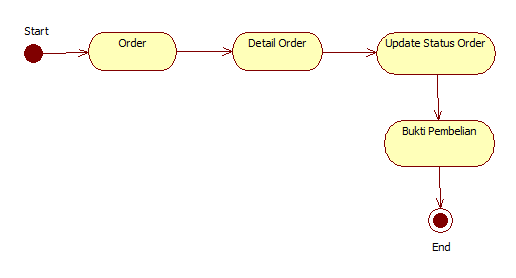 Start
Order
Detail Order
Update Status Order
Bukti Pembelian
End